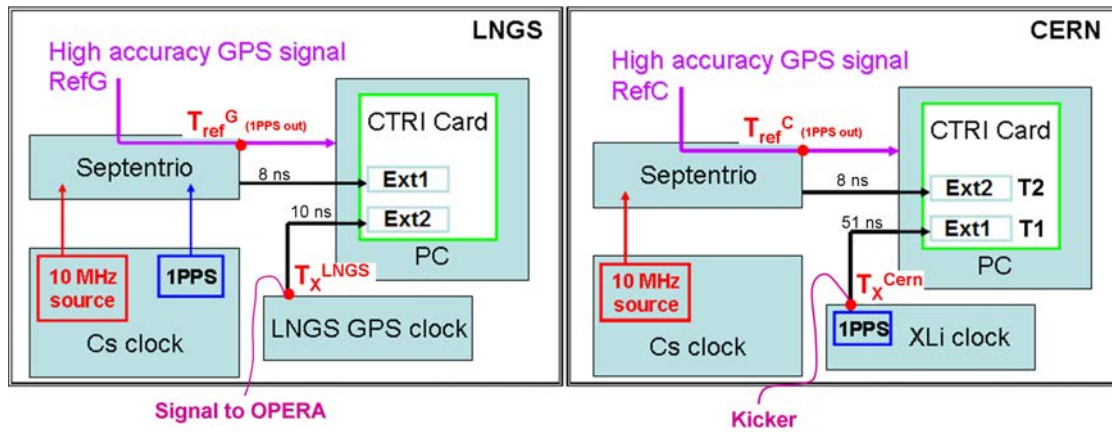 LNGS
High accuracy GPS signal
RefG
T_ref^G (1PPS out)
CTRI Card
Septentrio
8 ns
Ext1
10 ns
Ext2
PC
10 MHz
source
1PPS
T_X^LNGS
Cs clock
LNGS GPS clock
Signal to OPERA
CERN
High accuracy GPS signal
RefC
T_ref^C (1PPS out)
CTRI Card
Septentrio
8 ns
Ext2 T2
51 ns
Ext1 T1
PC
10 MHz
source
T_X^Cern
1PPS
XLi clock
Cs clock
Kicker